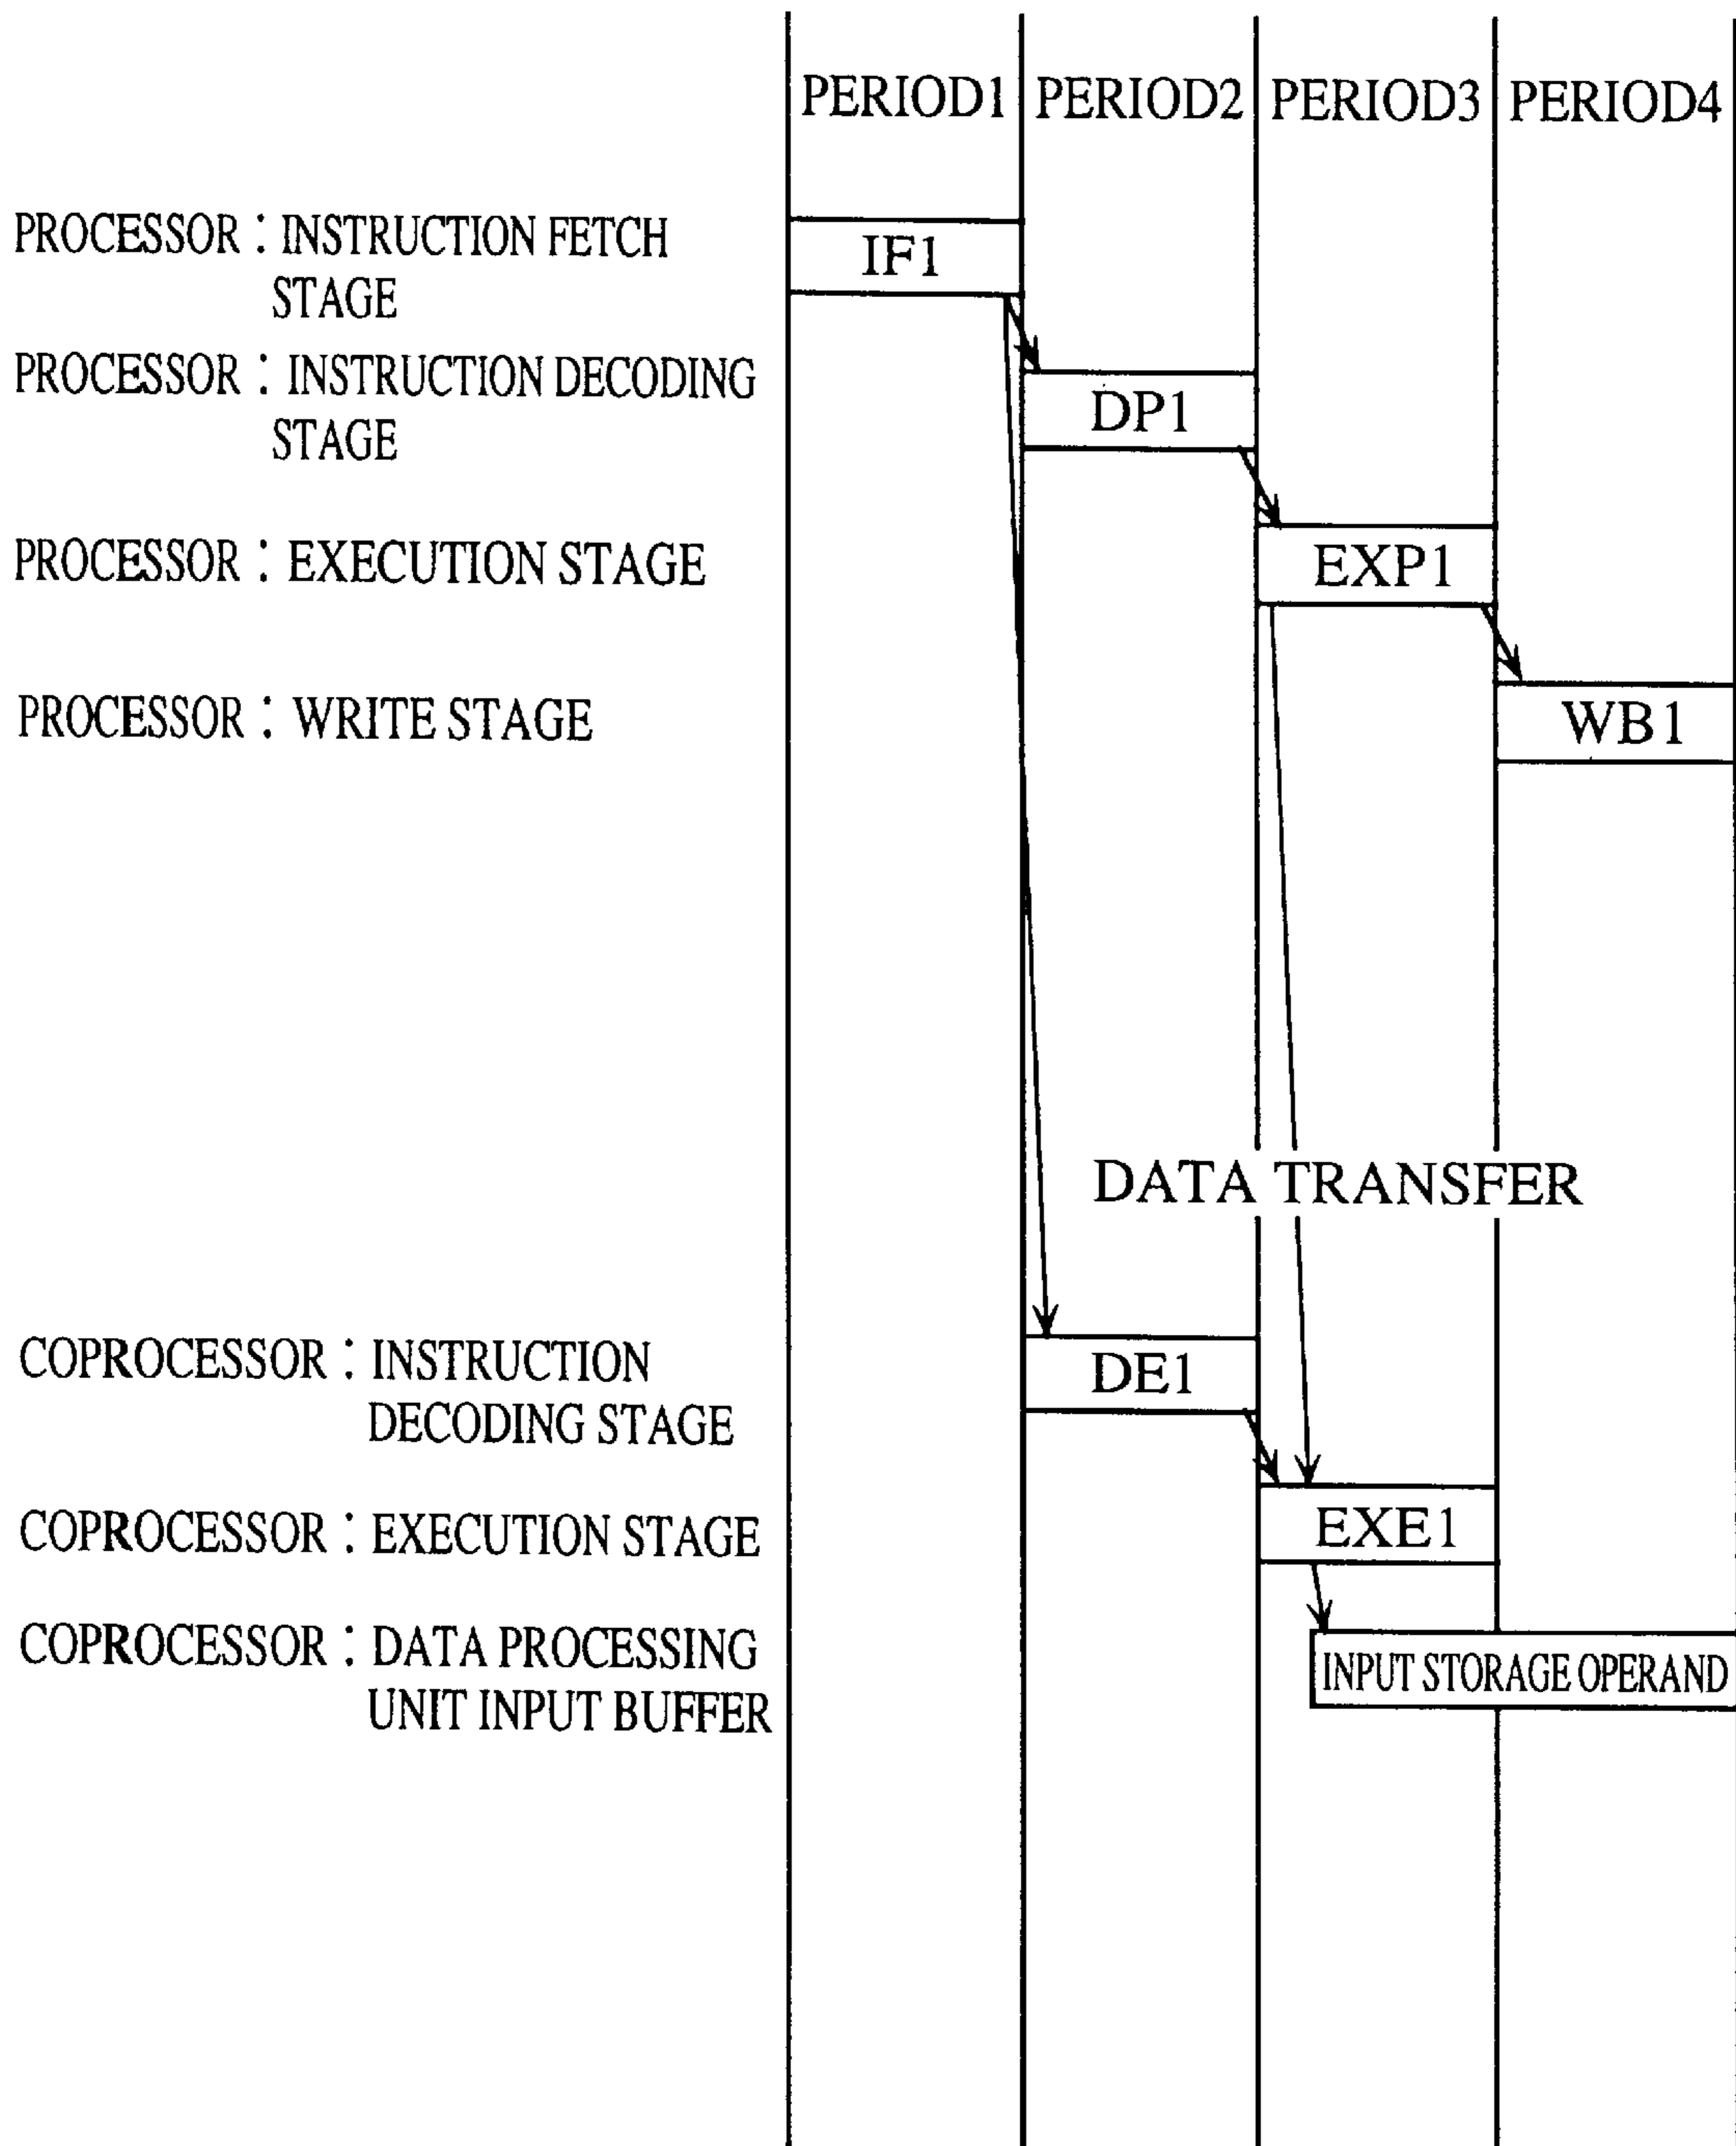 PERIOD1 PERIOD2 PERIOD3 PERIOD4
PROCESSOR : INSTRUCTION FETCH
STAGE
IF1
PROCESSOR : INSTRUCTION DECODING
STAGE
DP1
PROCESSOR : EXECUTION STAGE
EXP1
PROCESSOR : WRITE STAGE
WB1
DATA TRANSFER
COPROCESSOR : INSTRUCTION
DECODING STAGE
DE1
COPROCESSOR : EXECUTION STAGE
EXE1
COPROCESSOR : DATA PROCESSING
UNIT INPUT BUFFER
INPUT STORAGE OPERAND